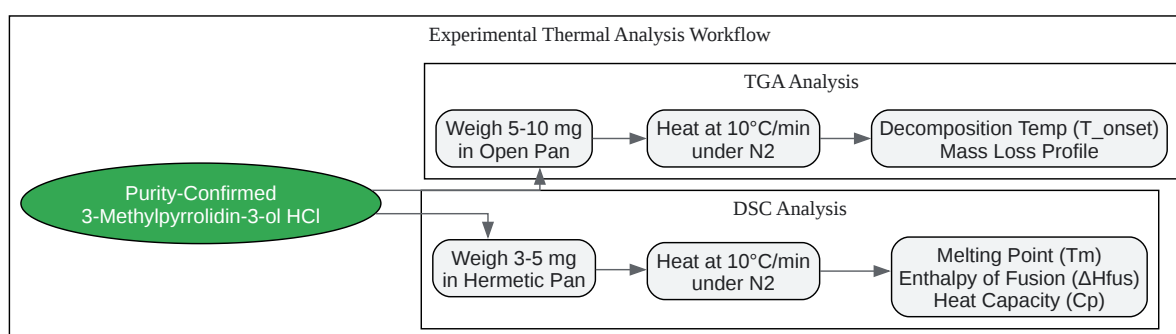 Experimental Thermal Analysis Workflow
TGA Analysis
Weigh 5-10 mg
in Open Pan
Heat at 10°C/min
under N2
Decomposition Temp (T_onset)
Mass Loss Profile
Purity-Confirmed
3-Methylpyrrolidin-3-ol HCl
DSC Analysis
Weigh 3-5 mg
in Hermetic Pan
Heat at 10°C/min
under N2
Melting Point (Tm)
Enthalpy of Fusion (ΔHfus)
Heat Capacity (Cp)